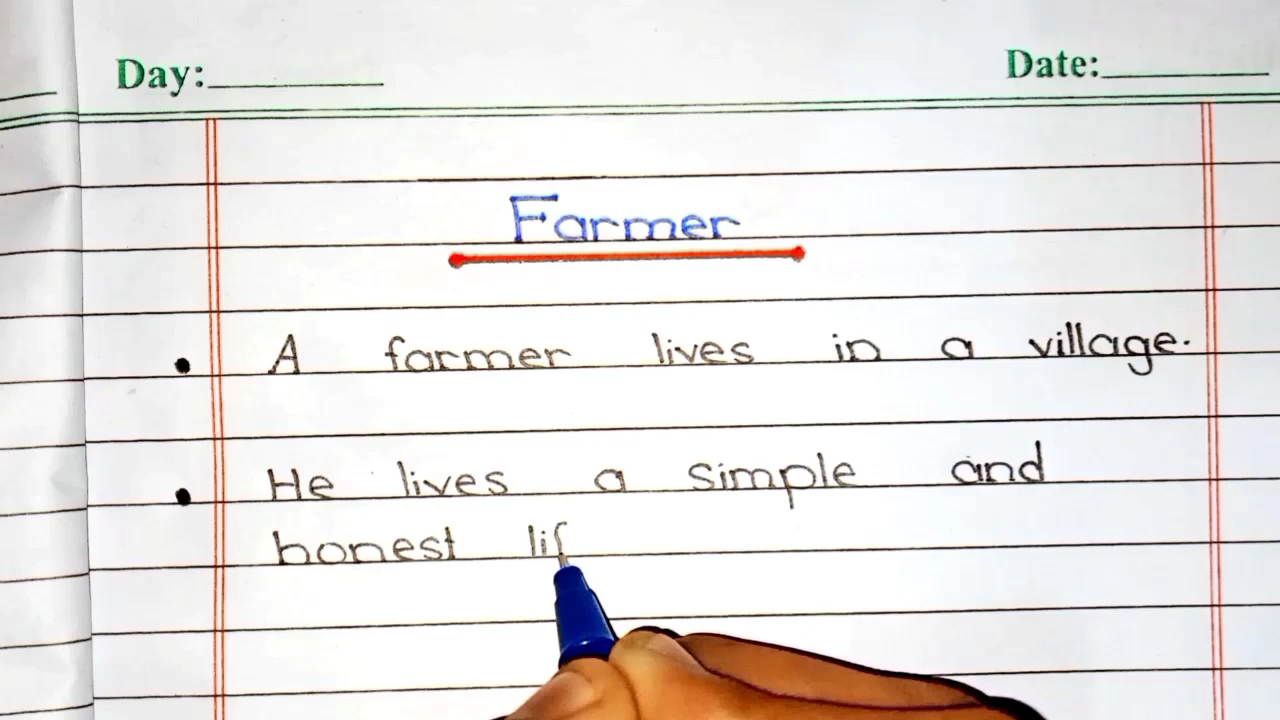 Day:
Date:
Farmer
A farmer lives in a village.
He lives a simple and
honest lif